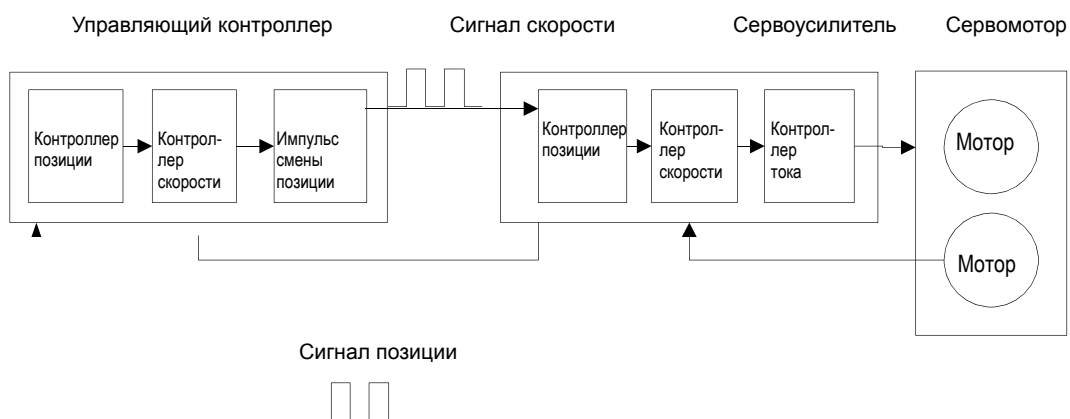 Управляющий контроллер
Сигнал скорости
Сервоусилитель
Сервомотор
Контроллер
позиции
Контрол-
лер
скорости
Импульс
смены
позиции
Контроллер
позиции
Контрол-
лер
скорости
Контрол-
лер
тока
Мотор
Мотор
Сигнал позиции